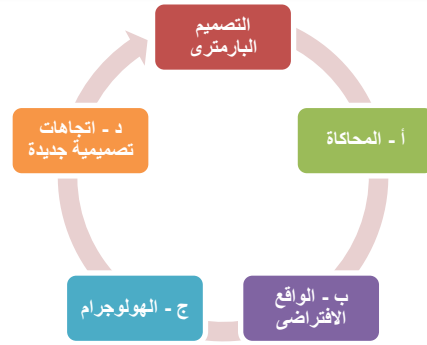 التصميم
البارمترى
أ - المحاكاة
ب - الواقع
الافتراضى
ج - الهولوجرام
د - اتجاهات
تصميمية جديدة